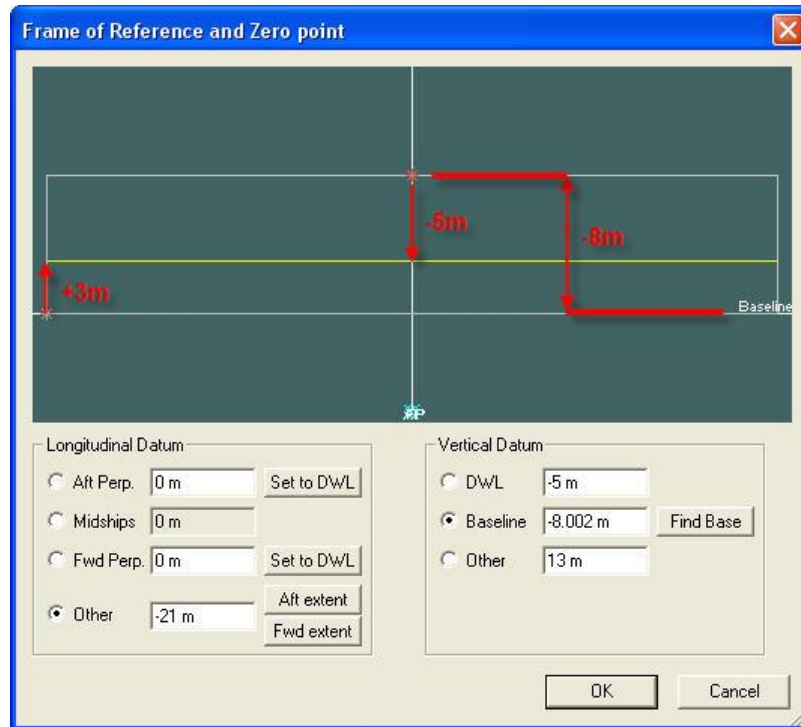 Frame of Reference and Zero point
-5m
-8m
+3m
Baseline
Longitudinal Datum
Aft Perp. 0 m Set to DWL
Midships 0 m
Fwd Perp. 0 m Set to DWL
Other -21 m Aft extent
Fwd extent
Vertical Datum
DWL -5 m
Baseline -8.002 m Find Base
Other 13 m
OK Cancel